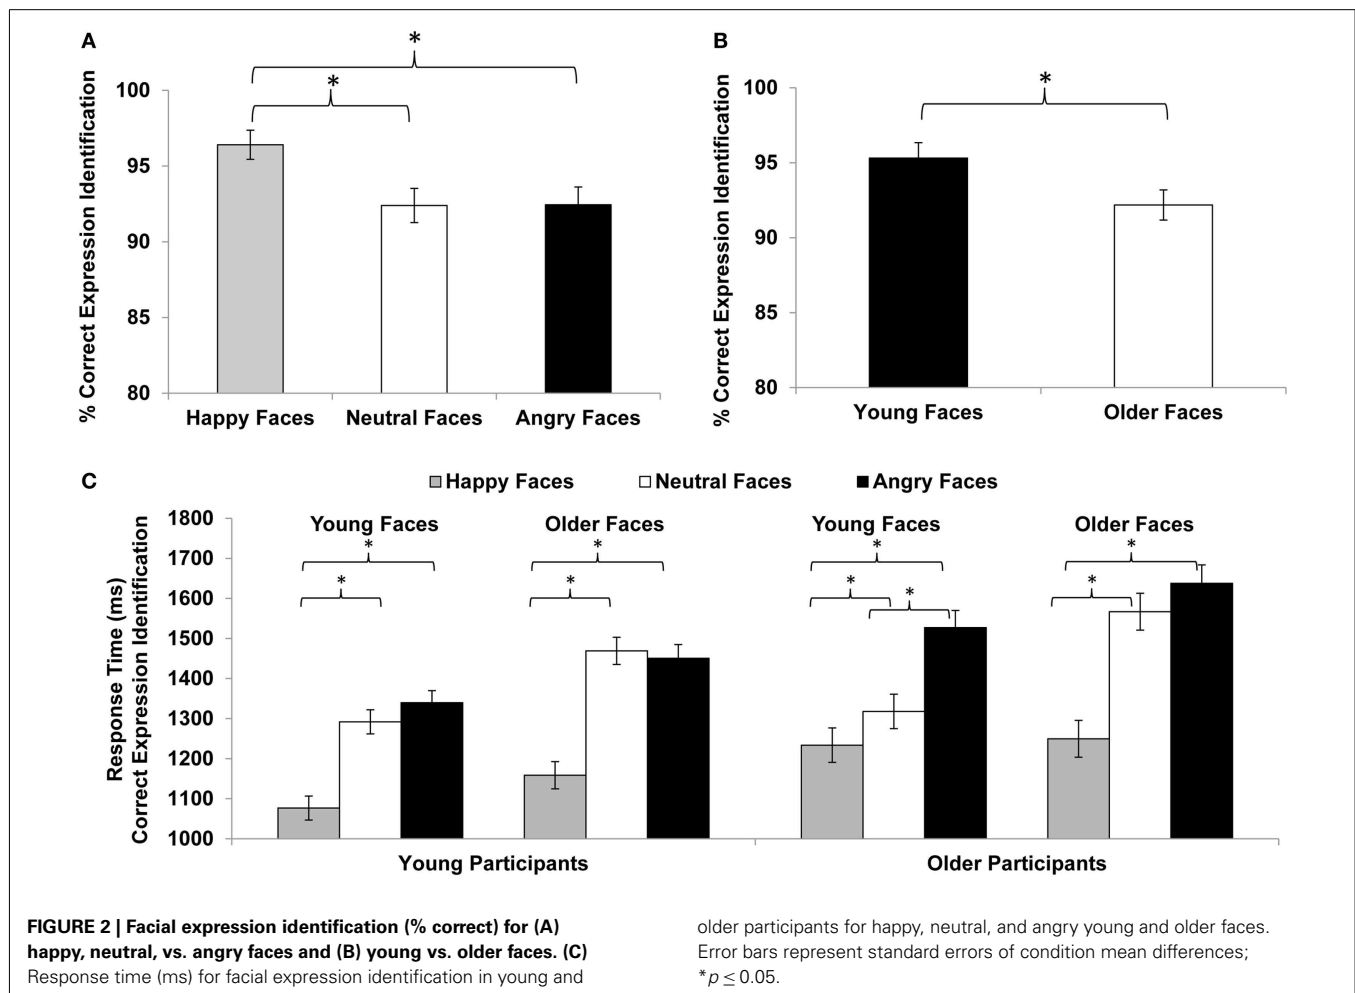 A
*
*
% Correct Expression Identification
100
95
90
85
80
Happy Faces Neutral Faces Angry Faces
B
*
% Correct Expression Identification
100
95
90
85
80
Young Faces Older Faces
C
Happy Faces Neutral Faces Angry Faces
Response Time (ms)
Correct Expression Identification
1800
1700
1600
1500
1400
1300
1200
1100
1000
Young Faces Older Faces Young Faces Older Faces
* * * *
* * * * *
Young Participants Older Participants
FIGURE 2 | Facial expression identification (% correct) for (A)
happy, neutral, vs. angry faces and (B) young vs. older faces. (C)
Response time (ms) for facial expression identification in young and
older participants for happy, neutral, and angry young and older faces.
Error bars represent standard errors of condition mean differences;
*p ≤ 0.05.